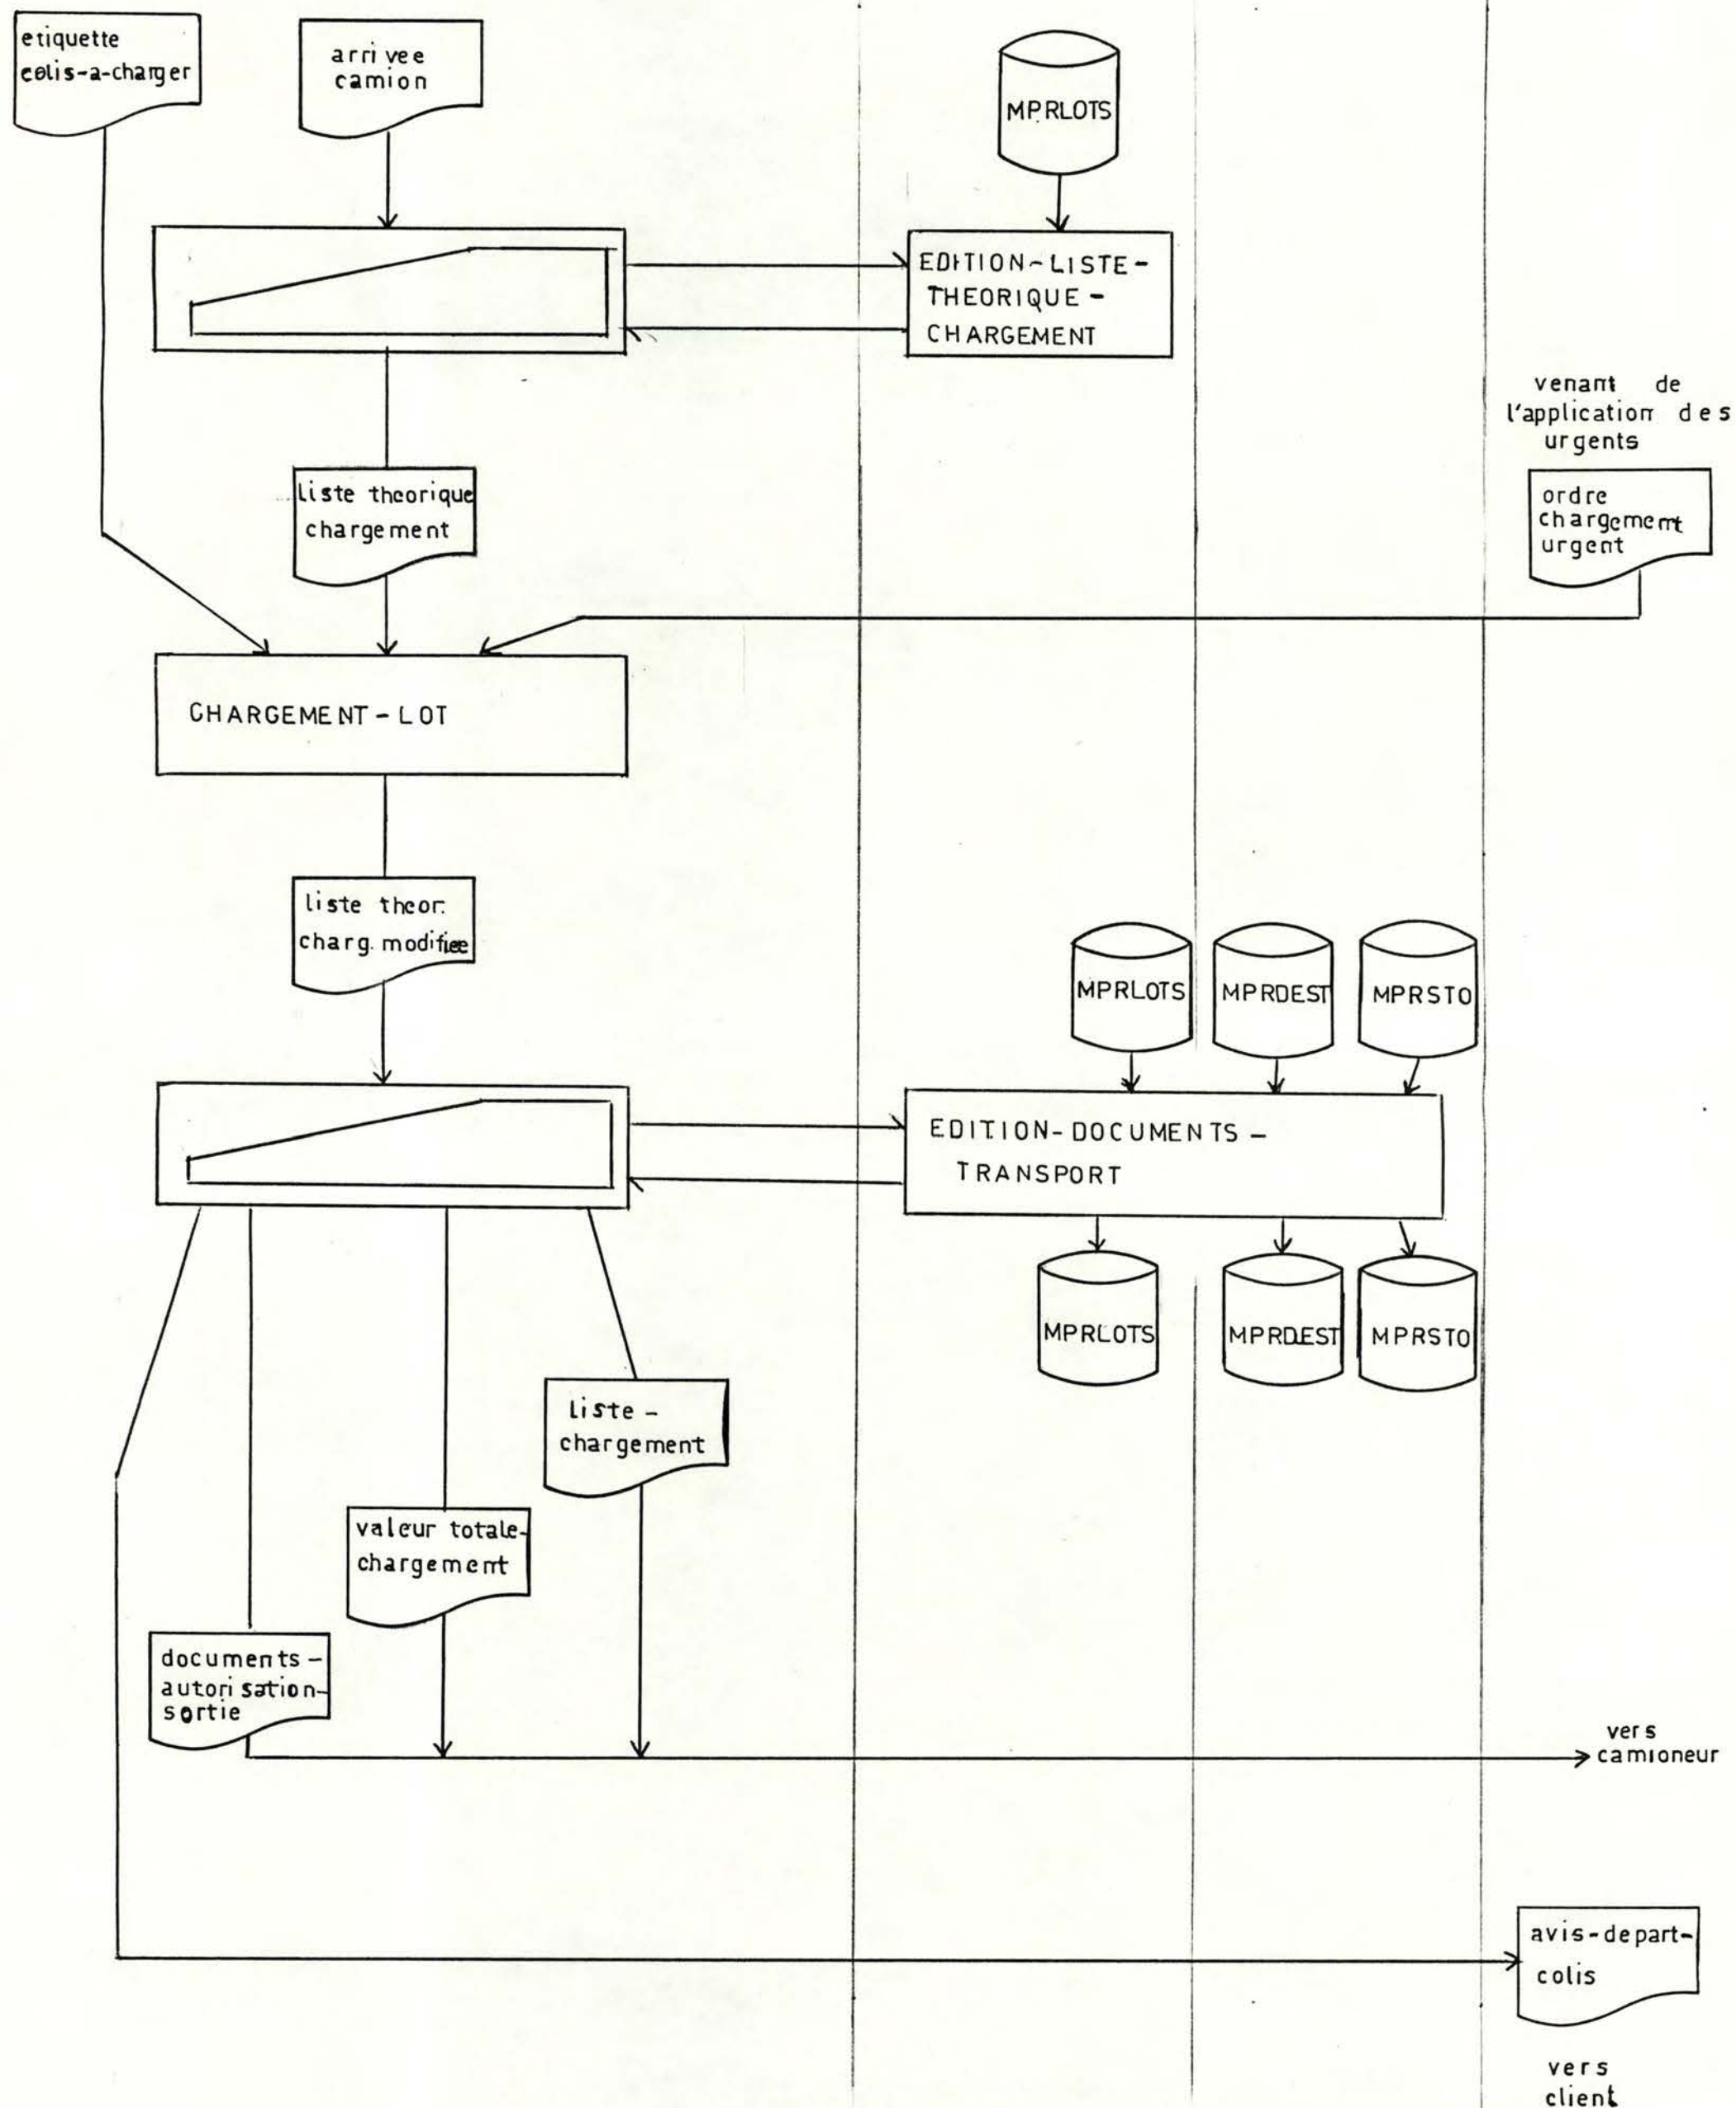 etiquette
colis-a-charger
arrivee
camion
MPRLOTS
EDITION-LISTE-
THEORIQUE-
CHARGEMENT
venant de
l'application des
urgents
liste theorique
chargement
ordre
chargement
urgent
CHARGEMENT-LOT
liste theor.
charg. modifiee
MPRLOTS
MPRDEST
MPRSTO
EDITION-DOCUMENTS-
TRANSPORT
MPRLOTS
MPRDEST
MPRSTO
liste-
chargement
valeur totale-
chargement
documents-
autorisation-
sortie
vers
camioneur
avis-depart-
colis
vers
client